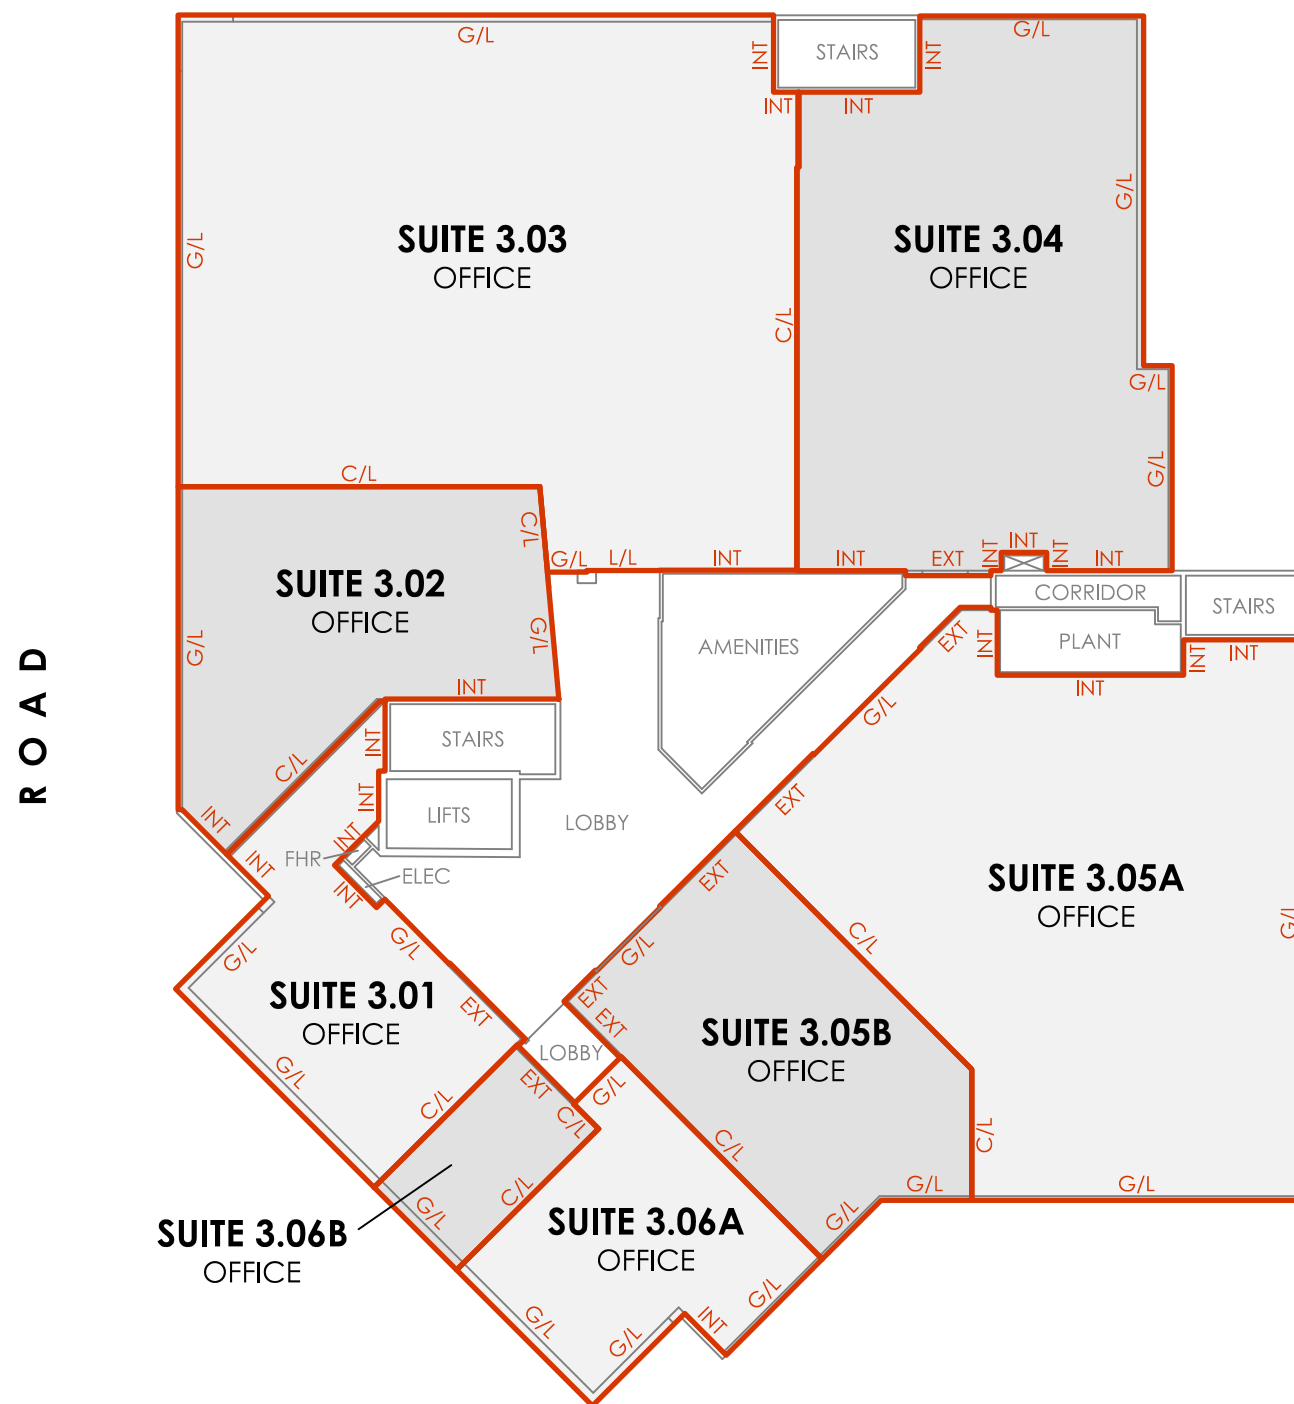 G/L
INT
STAIRS
INT
G/L
INT
INT
G/L
G/L
SUITE 3.03
OFFICE
SUITE 3.04
OFFICE
C/L
G/L
C/L
G/L
C/L
G/L
L/L
INT
INT
EXT
INT
INT
INT
INT
SUITE 3.02
OFFICE
CORRIDOR
STAIRS
G/L
G/L
AMENITIES
EXT
INT
PLANT
INT
INT
INT
INT
ROAD
G/L
C/L
INT
STAIRS
INT
EXT
LIFTS
LOBBY
INT
INT
FHR
ELEC
INT
INT
EXT
SUITE 3.05A
OFFICE
C/L
G/L
G/L
G/L
G/L
SUITE 3.01
OFFICE
EXT
EXT
EXT
SUITE 3.05B
OFFICE
LOBBY
G/L
C/L
EXT
G/L
C/L
C/L
C/L
G/L
C/L
G/L
G/L
G/L
SUITE 3.06B
OFFICE
SUITE 3.06A
OFFICE
G/L
G/L
G/L
INT
G/L